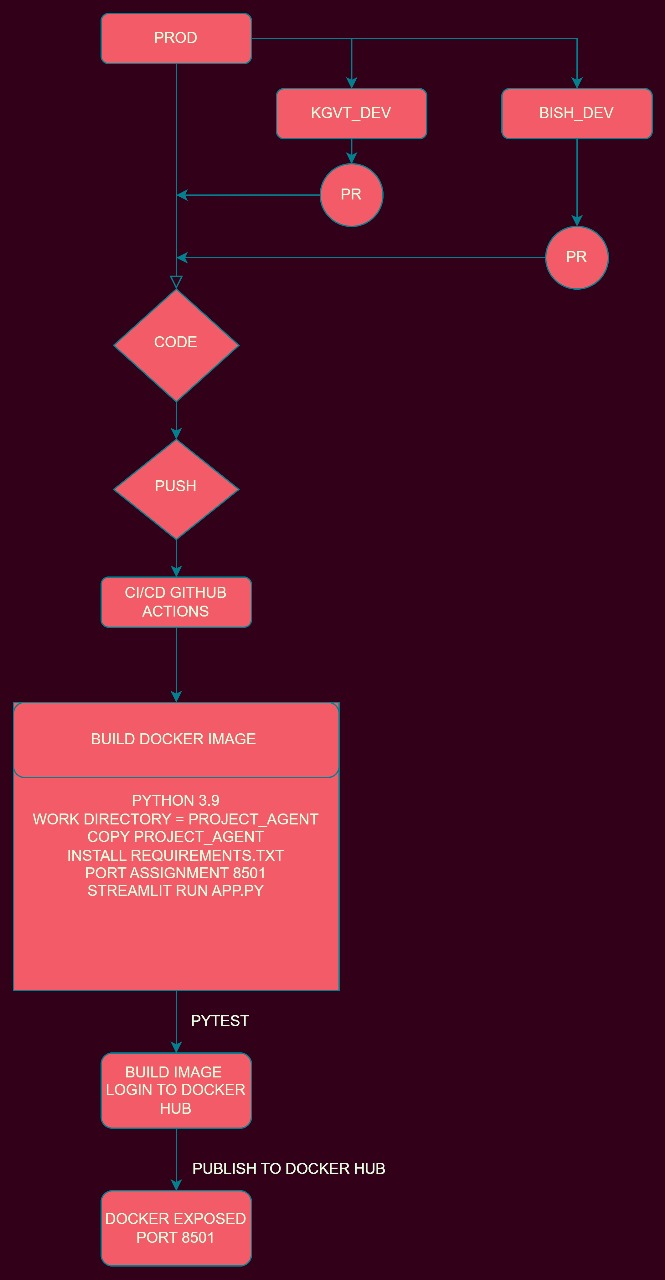 PROD
KGVT_DEV
BISH_DEV
PR
PR
CODE
PUSH
CI/CD GITHUB
ACTIONS
BUILD DOCKER IMAGE
PYTHON 3.9
WORK DIRECTORY = PROJECT_AGENT
COPY PROJECT_AGENT
INSTALL REQUIREMENTS.TXT
PORT ASSIGNMENT 8501
STREAMLIT RUN APP.PY
PYTEST
BUILD IMAGE
LOGIN TO DOCKER
HUB
PUBLISH TO DOCKER HUB
DOCKER EXPOSED
PORT 8501